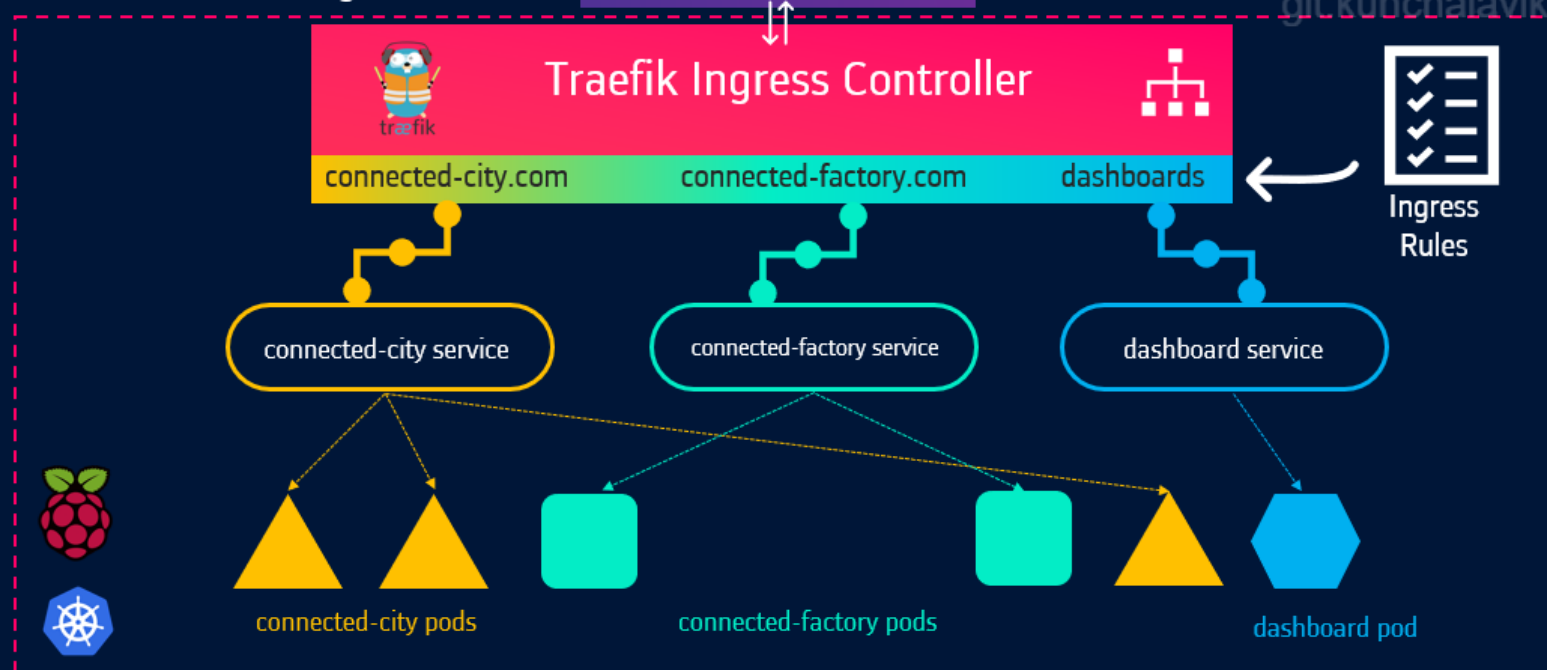 Traefik Ingress Controller
træfik
connected-city.com connected-factory.com dashboards
Ingress
Rules
connected-city service connected-factory service dashboard service
connected-city pods connected-factory pods dashboard pod